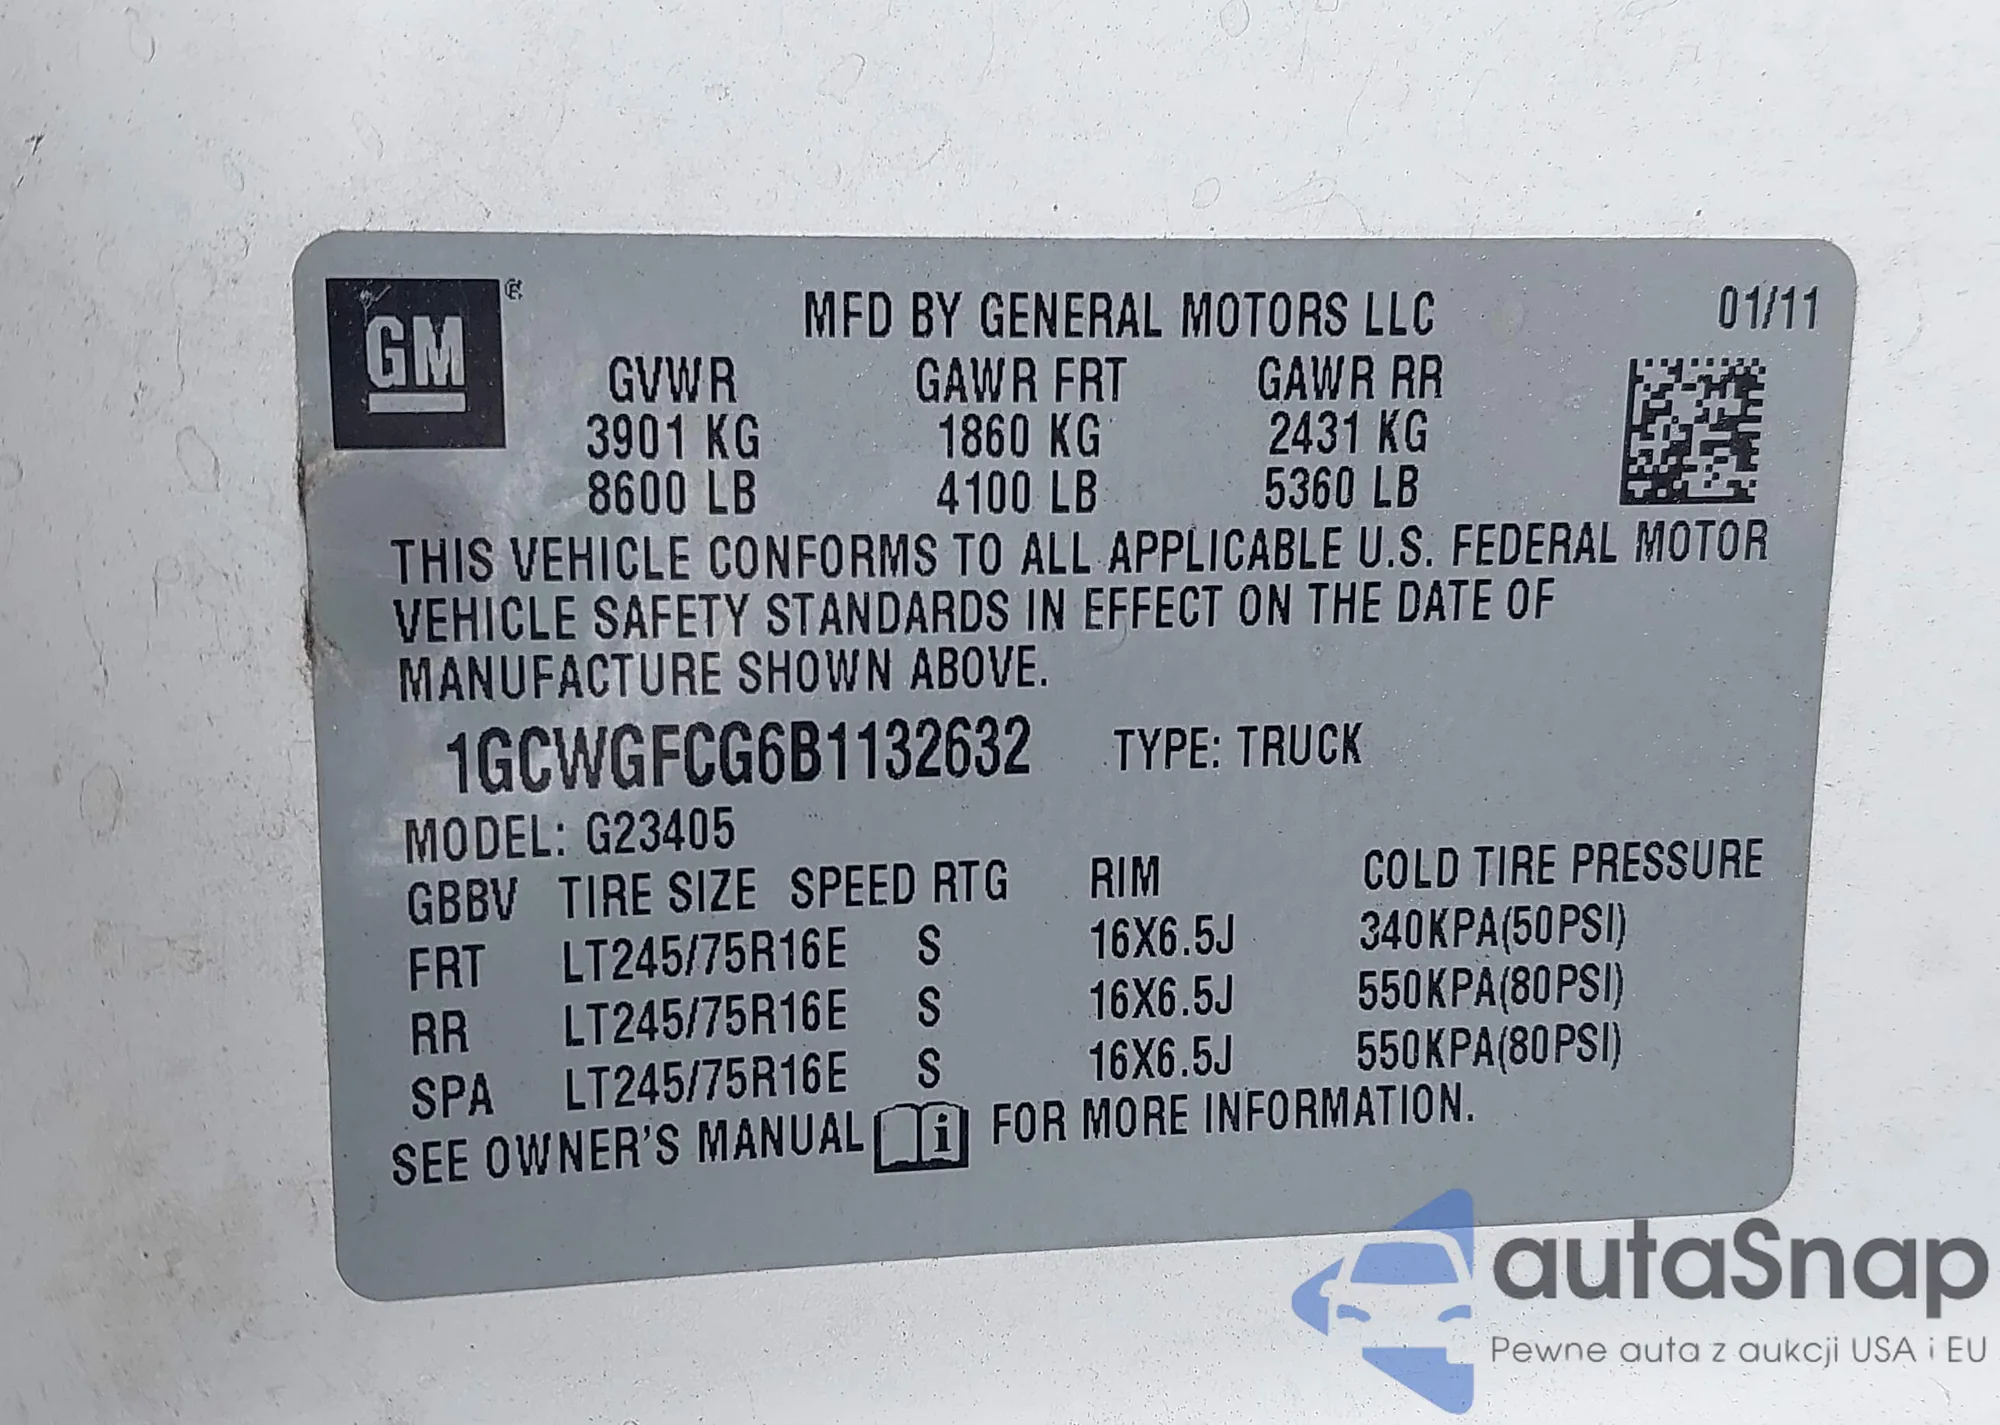 GM ®
MFD BY GENERAL MOTORS LLC 01/11
GVWR GAWR FRT GAWR RR
3901 KG 1860 KG 2431 KG
8600 LB 4100 LB 5360 LB
THIS VEHICLE CONFORMS TO ALL APPLICABLE U.S. FEDERAL MOTOR
VEHICLE SAFETY STANDARDS IN EFFECT ON THE DATE OF
MANUFACTURE SHOWN ABOVE.
1GCWGFCG6B1132632 TYPE: TRUCK
MODEL: G23405
GBBV TIRE SIZE SPEED RTG RIM COLD TIRE PRESSURE
FRT LT245/75R16E S 16X6.5J 340KPA(50PSI)
RR LT245/75R16E S 16X6.5J 550KPA(80PSI)
SPA LT245/75R16E S 16X6.5J 550KPA(80PSI)
SEE OWNER'S MANUAL i FOR MORE INFORMATION.
autaSnap
Pewne auta z aukcji USA i EU